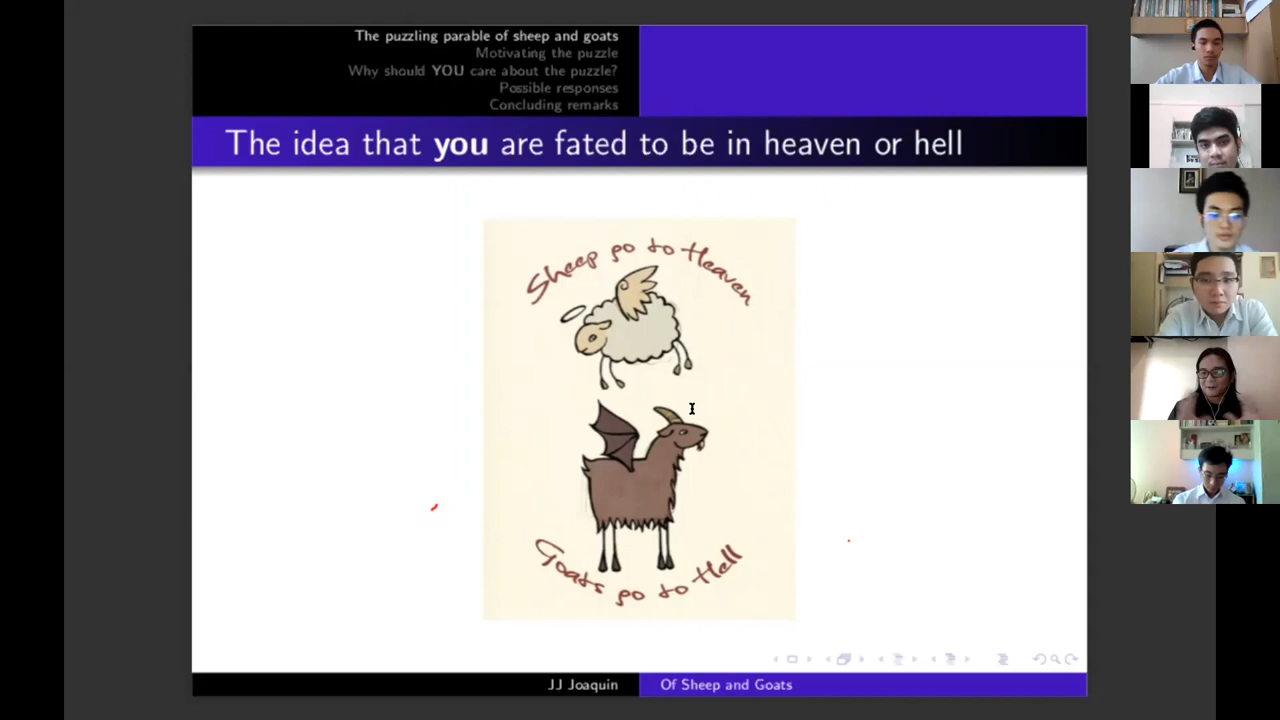 The puzzling parable of sheep and goats
Motivating the puzzle
Why should YOU care about the puzzle?
Possible responses
Concluding remarks
The idea that you are fated to be in heaven or hell
Sheep go to Heaven
Goats go to Hell
JJ Joaquin
Of Sheep and Goats